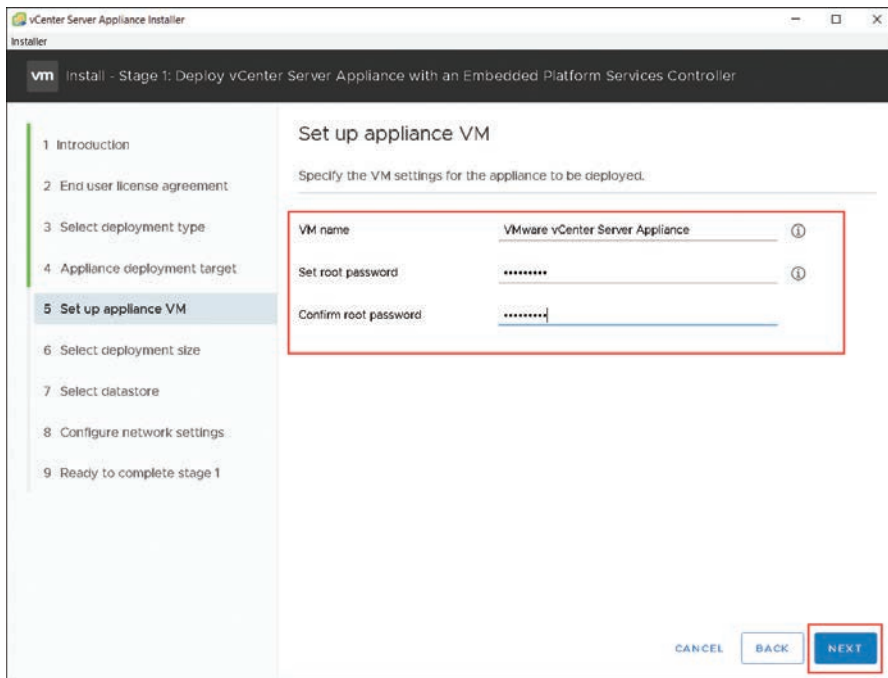 vCenter Server Appliance Installer
Installer
vm Install - Stage 1: Deploy vCenter Server Appliance with an Embedded Platform Services Controller
1 Introduction
2 End user license agreement
3 Select deployment type
4 Appliance deployment target
5 Set up appliance VM
6 Select deployment size
7 Select datastore
8 Configure network settings
9 Ready to complete stage 1
Set up appliance VM
Specify the VM settings for the appliance to be deployed.
VM name VMware vCenter Server Appliance
Set root password •••••••••
Confirm root password •••••••••
CANCEL BACK NEXT